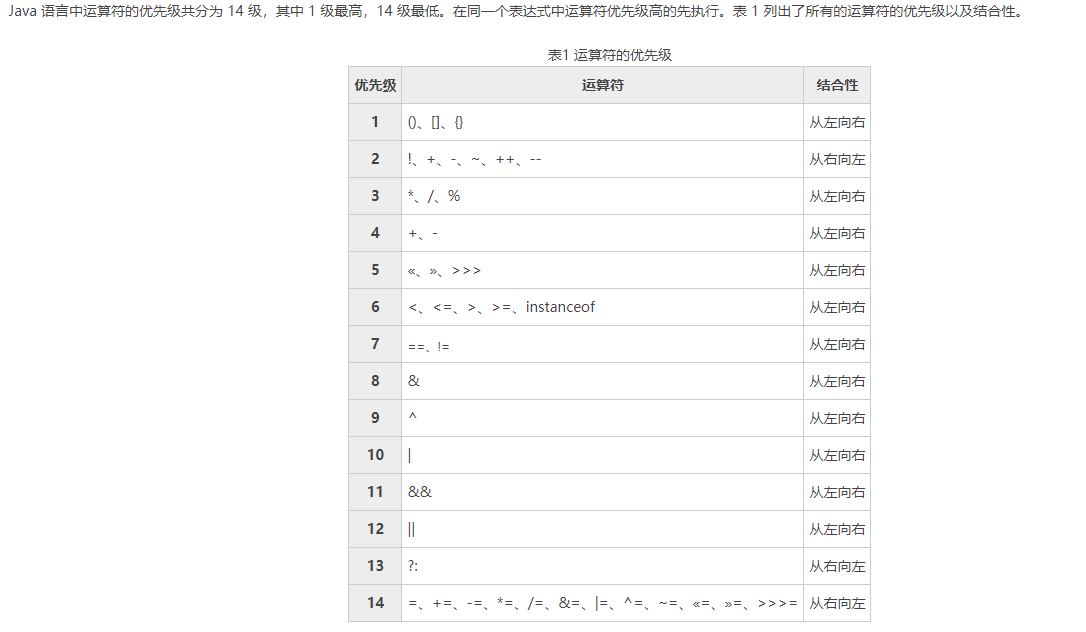 Java 语言中运算符的优先级共分为 14 级，其中 1 级最高，14 级最低。在同一个表达式中运算符优先级高的先执行。表 1 列出了所有的运算符的优先级以及结合性。
表1 运算符的优先级
优先级 运算符 结合性
1 ()、[]、{} 从左向右
2 !、+、-、~、++、-- 从右向左
3 *、/、% 从左向右
4 +、- 从左向右
5 «、»、>>> 从左向右
6 <、<=、>、>=、instanceof 从左向右
7 ==、!= 从左向右
8 & 从左向右
9 ^ 从左向右
10 | 从左向右
11 && 从左向右
12 || 从左向右
13 ?: 从右向左
14 =、+=、-=、*=、/=、&=、|=、^=、~=、«=、»=、>>>= 从右向左